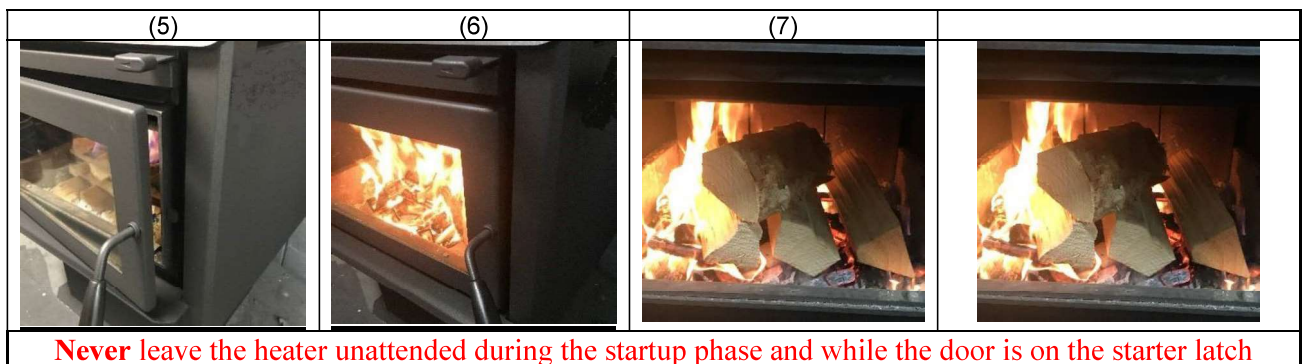 (5) (6) (7)
Never leave the heater unattended during the startup phase and while the door is on the starter latch